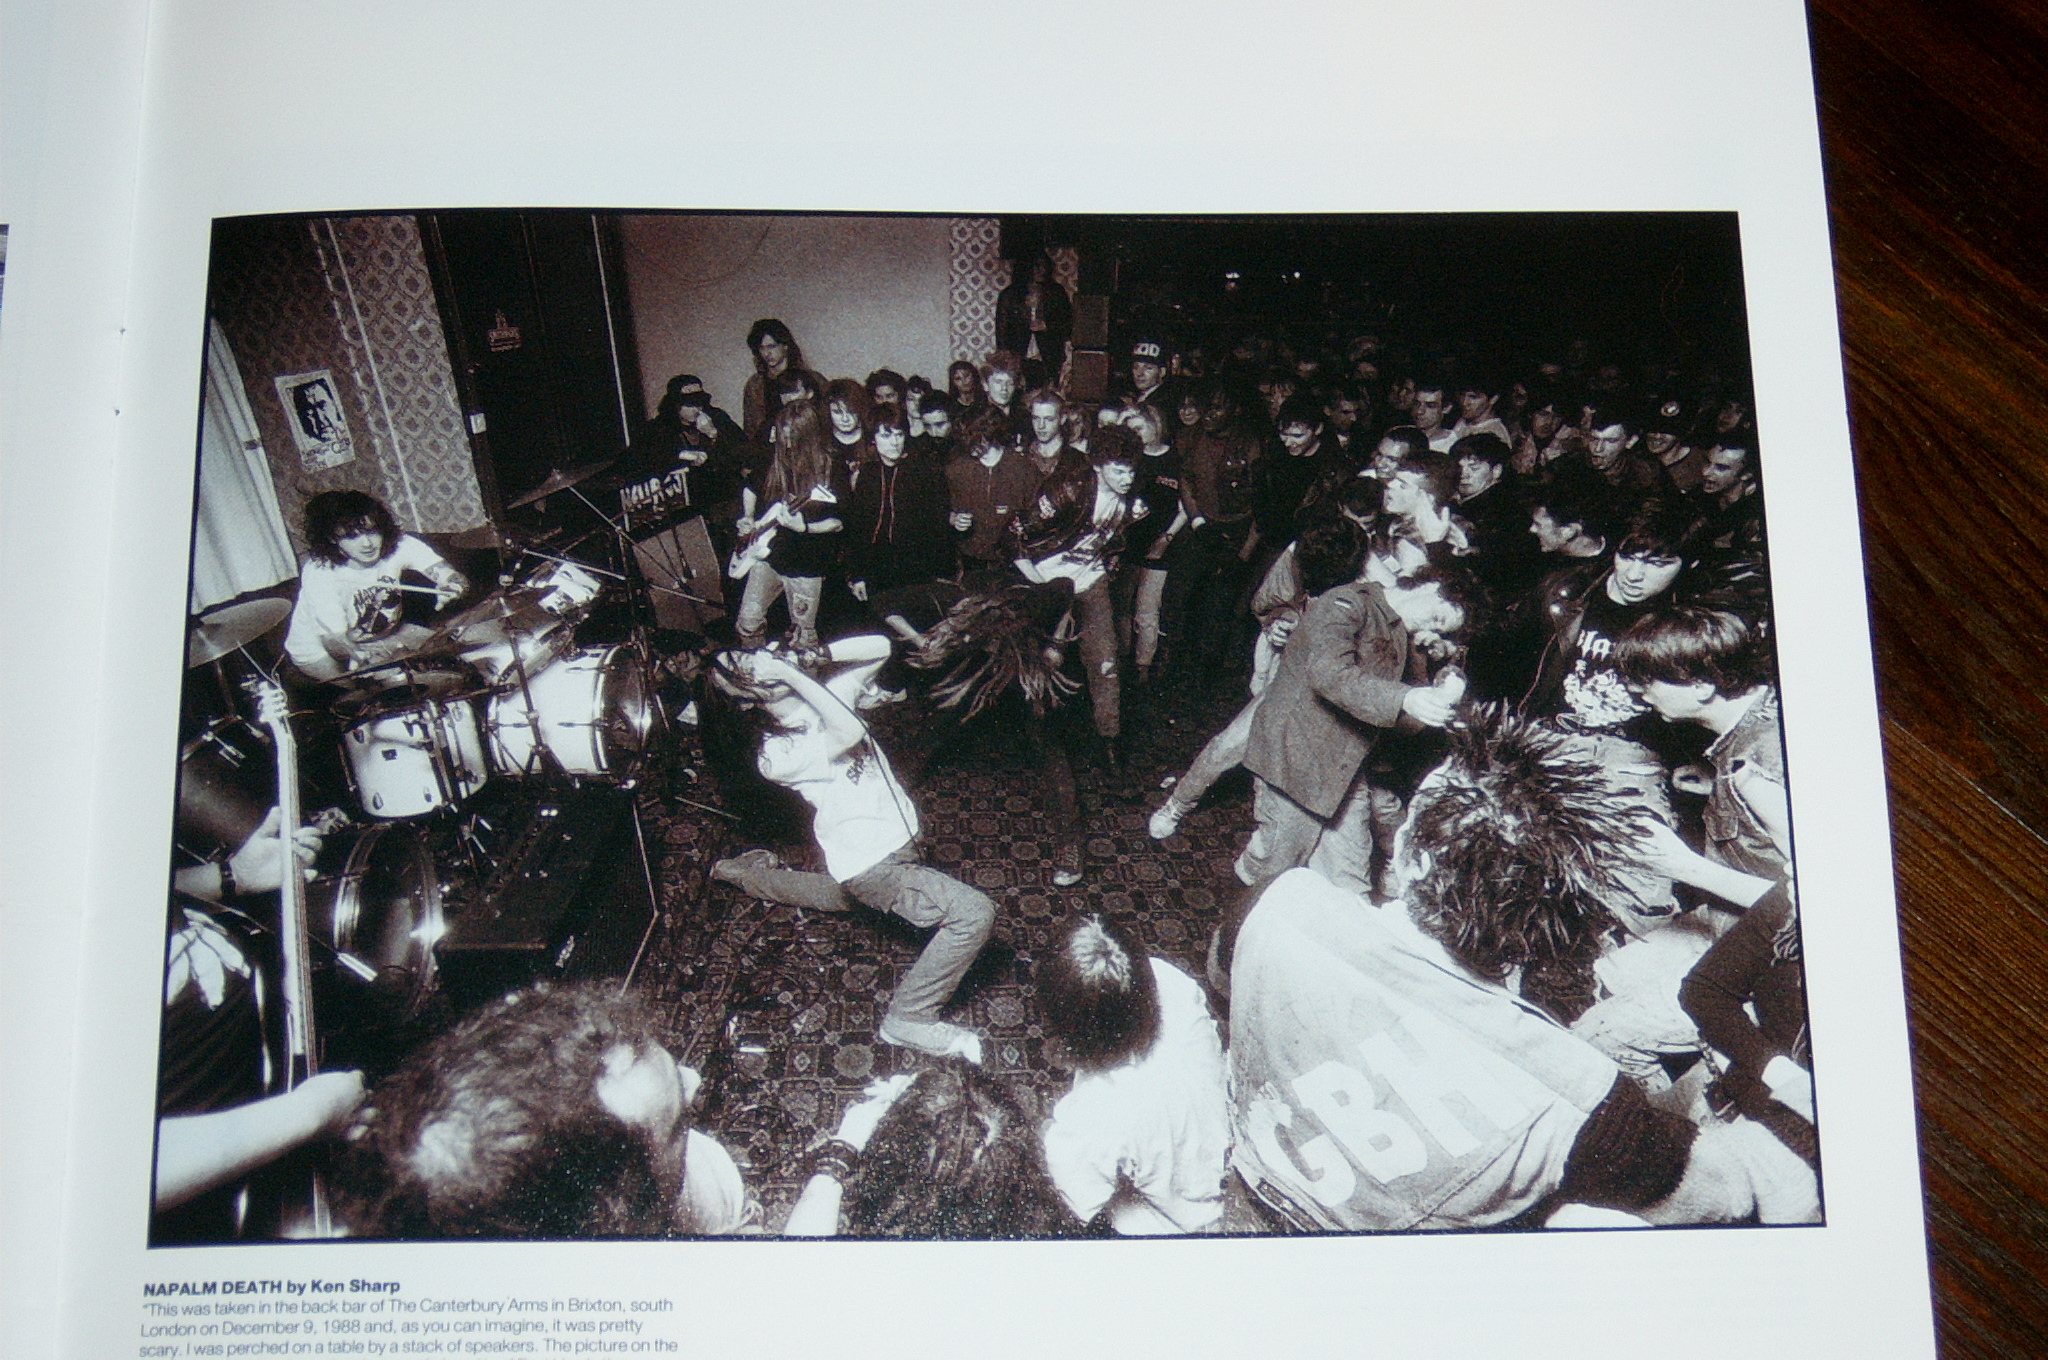 GBH
NAPALM DEATH by Ken Sharp
"This was taken in the back bar of The Canterbury Arms in Brixton, south
London on December 9, 1988 and, as you can imagine, it was pretty
scary. I was perched on a table by a stack of speakers. The picture on the